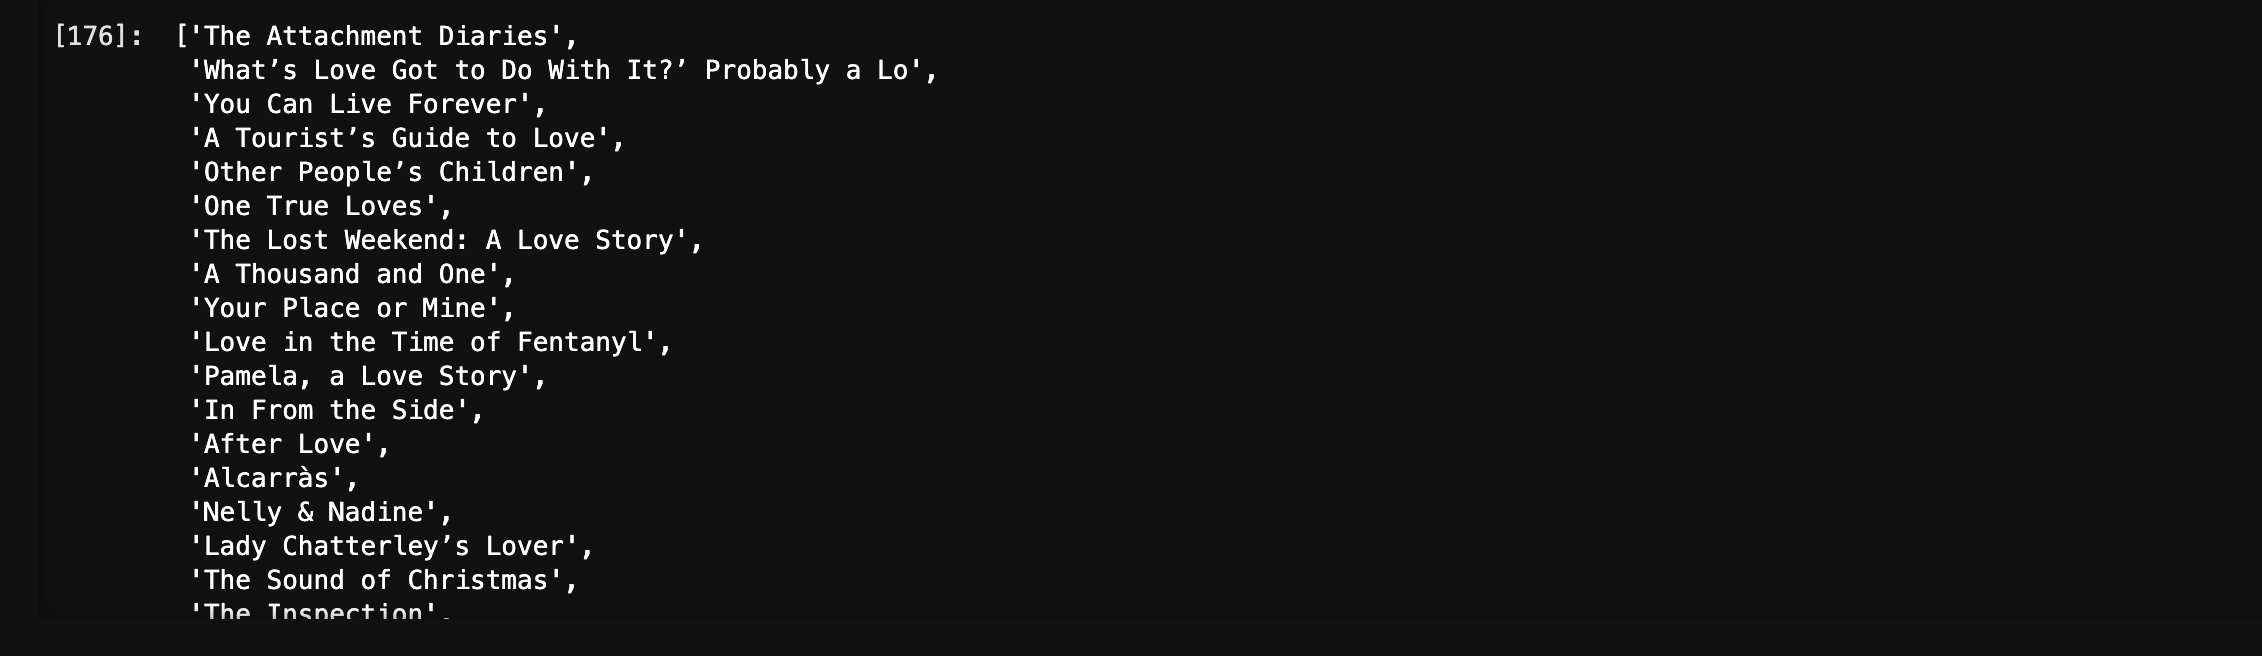 [176]: ['The Attachment Diaries',
'What’s Love Got to Do With It?’ Probably a Lo',
'You Can Live Forever',
'A Tourist’s Guide to Love',
'Other People’s Children',
'One True Loves',
'The Lost Weekend: A Love Story',
'A Thousand and One',
'Your Place or Mine',
'Love in the Time of Fentanyl',
'Pamela, a Love Story',
'In From the Side',
'After Love',
'Alcarràs',
'Nelly & Nadine',
'Lady Chatterley’s Lover',
'The Sound of Christmas',
'The Inspection',